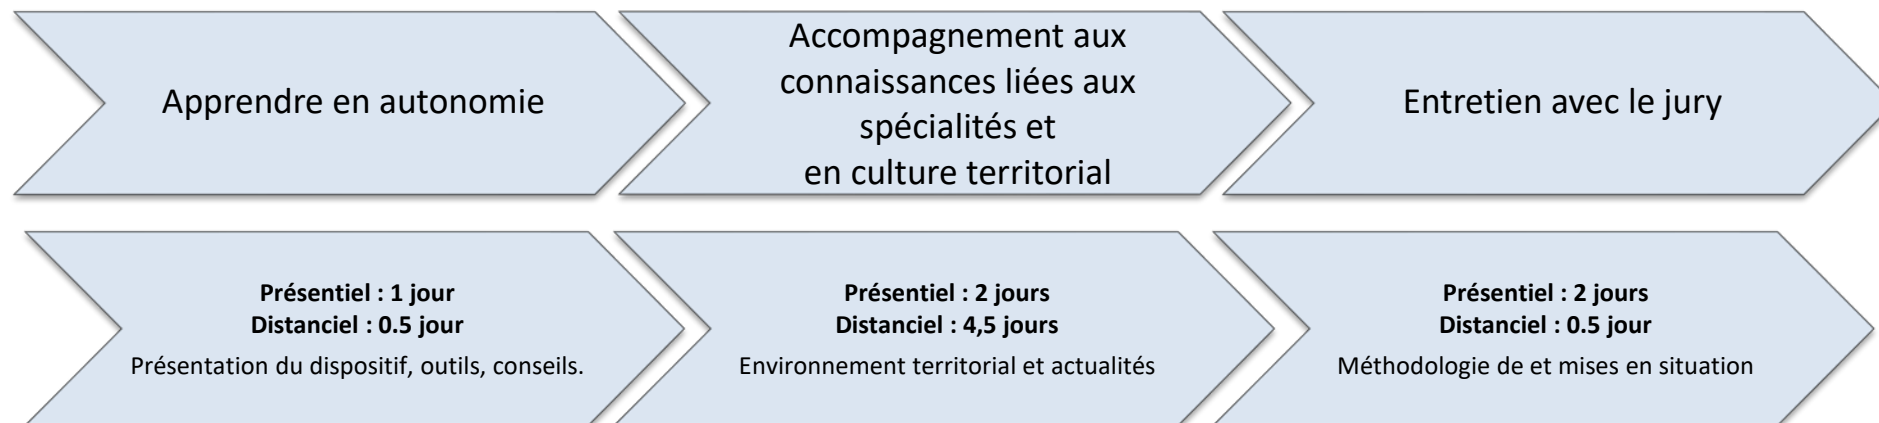 Apprendre en autonomie
Accompagnement aux
connaissances liées aux
spécialités et
en culture territorial
Entretien avec le jury
Présentiel : 1 jour
Distanciel : 0.5 jour
Présentation du dispositif, outils, conseils.
Présentiel : 2 jours
Distanciel : 4,5 jours
Environnement territorial et actualités
Présentiel : 2 jours
Distanciel : 0.5 jour
Méthodologie de et mises en situation